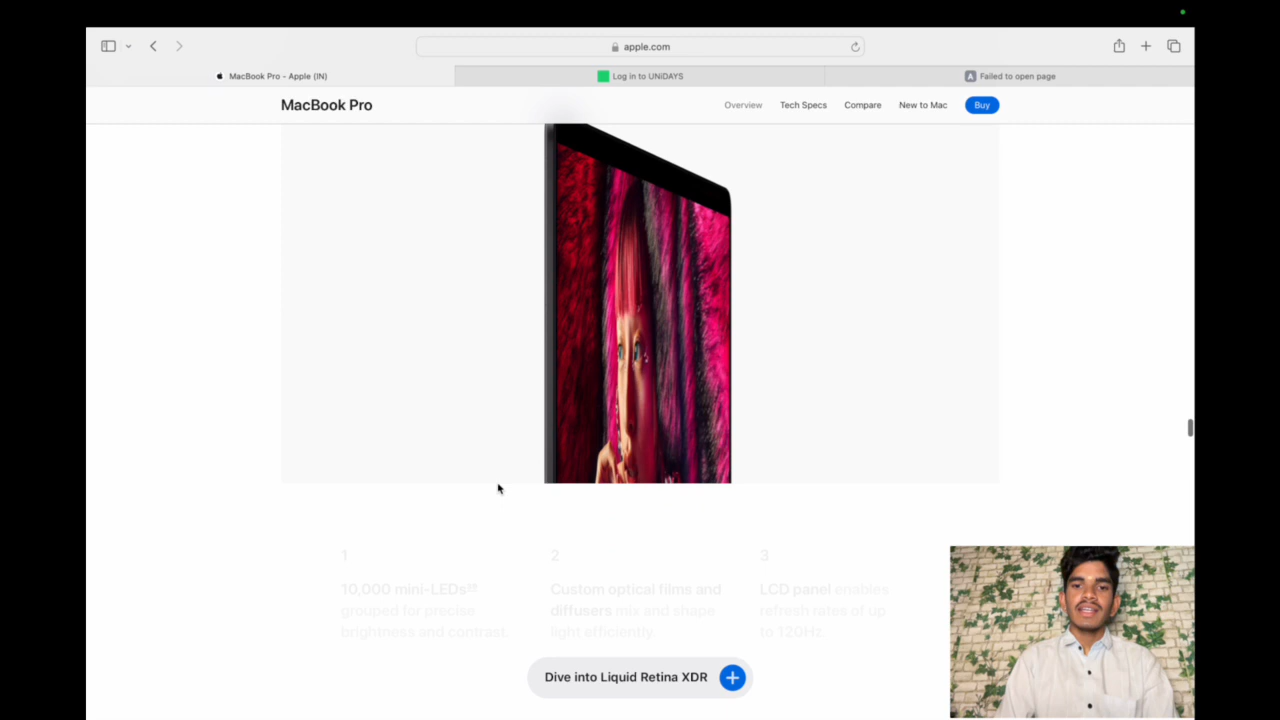 apple.com
MacBook Pro - Apple (IN)
Log in to UNiDAYS
A Failed to open page
MacBook Pro
Overview
Tech Specs
Compare
New to Mac
Buy
1
10,000 mini-LEDs
grouped for precise
brightness and contrast.
2
Custom optical films and
diffusers mix and shape
light efficiently.
3
LCD panel enables
refresh rates of up
to 120Hz.
Dive into Liquid Retina XDR